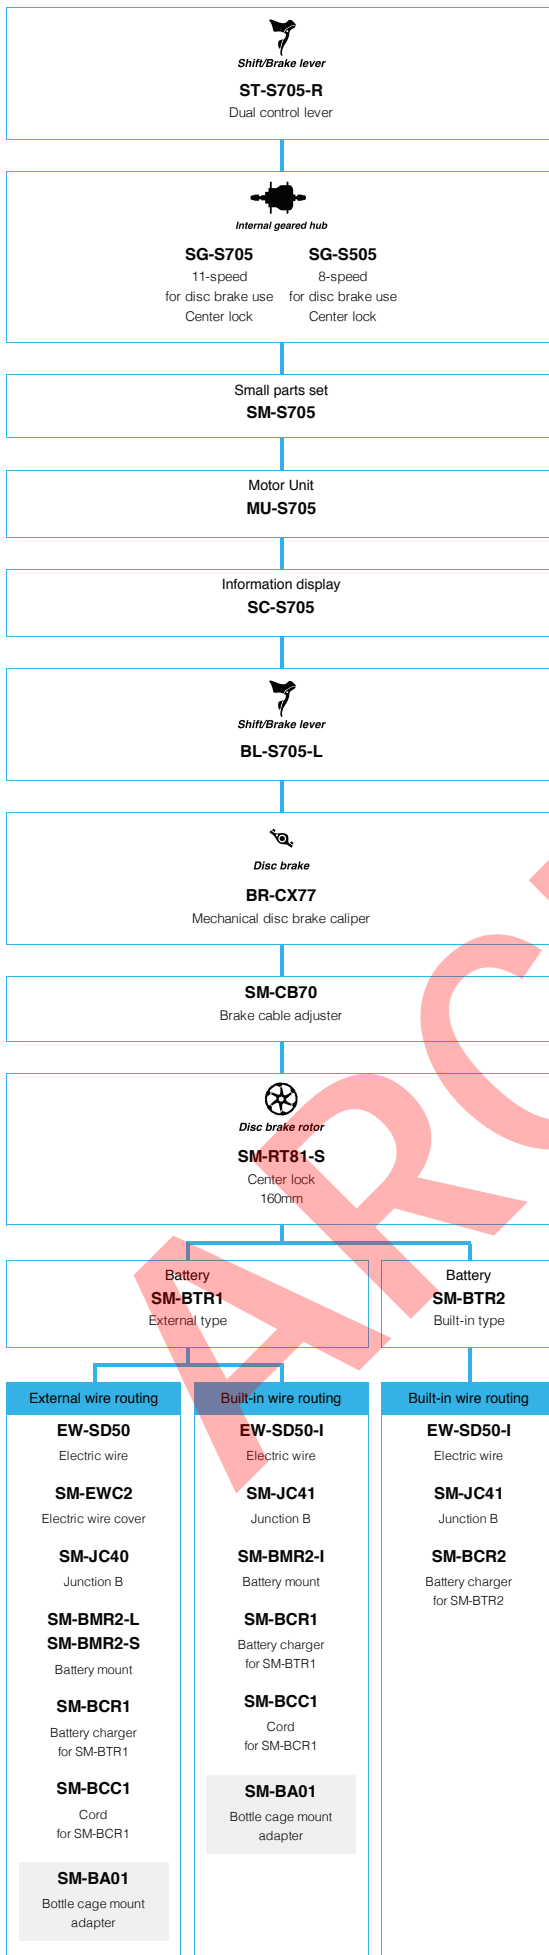 Shift/Brake lever
ST-S705-R
Dual control lever
Internal geared hub
SG-S705
11-speed
for disc brake use
Center lock
SG-S505
8-speed
for disc brake use
Center lock
Small parts set
SM-S705
Motor Unit
MU-S705
Information display
SC-S705
Shift/Brake lever
BL-S705-L
Disc brake
BR-CX77
Mechanical disc brake caliper
SM-CB70
Brake cable adjuster
Disc brake rotor
SM-RT81-S
Center lock
160mm
Battery
SM-BTR1
External type
Battery
SM-BTR2
Built-in type
External wire routing
EW-SD50
Electric wire
SM-EWC2
Electric wire cover
SM-JC40
Junction B
SM-BMR2-L
SM-BMR2-S
Battery mount
SM-BCR1
Battery charger
for SM-BTR1
SM-BCC1
Cord
for SM-BCR1
SM-BA01
Bottle cage mount
adapter
Built-in wire routing
EW-SD50-I
Electric wire
SM-JC41
Junction B
SM-BMR2-I
Battery mount
SM-BCR1
Battery charger
for SM-BTR1
SM-BCC1
Cord
for SM-BCR1
SM-BA01
Bottle cage mount
adapter
Built-in wire routing
EW-SD50-I
Electric wire
SM-JC41
Junction B
SM-BCR2
Battery charger
for SM-BTR2